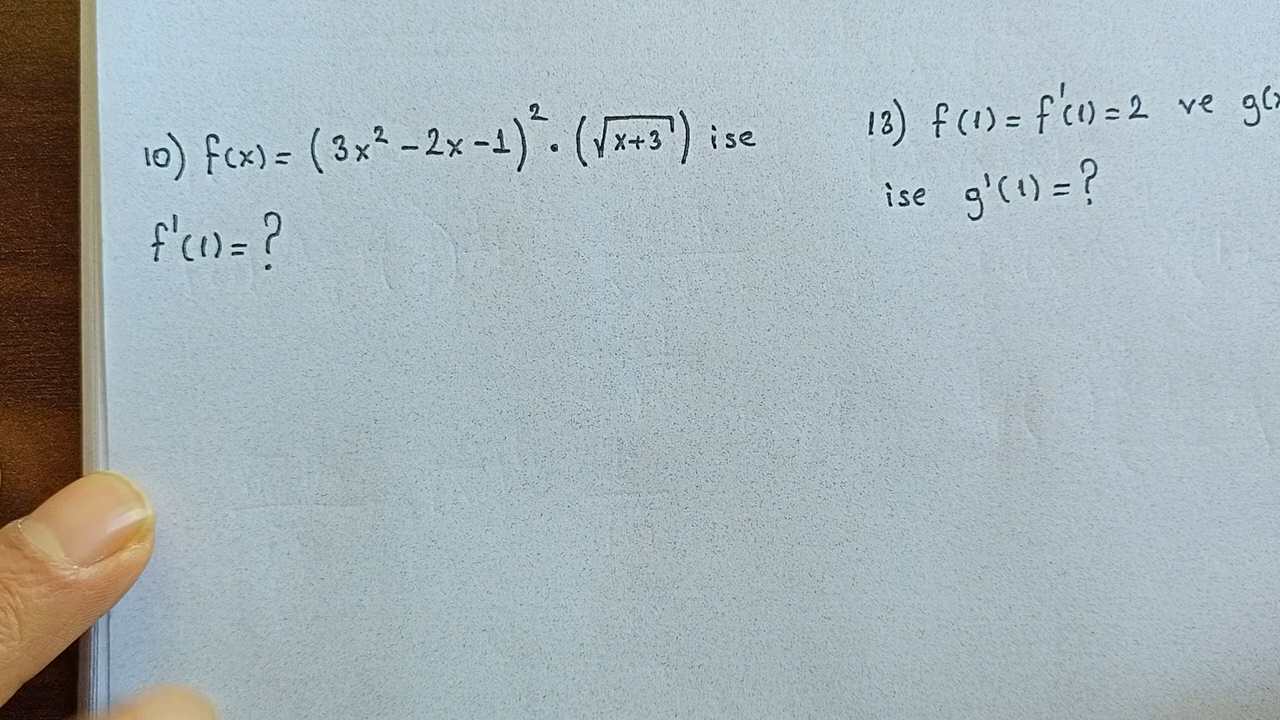 10) f(x) = (3x² - 2x - 1)² . (√x+3) ise
f'(1) = ?
13) f(1) = f'(1) = 2 ve g(x
ise g'(1) = ?